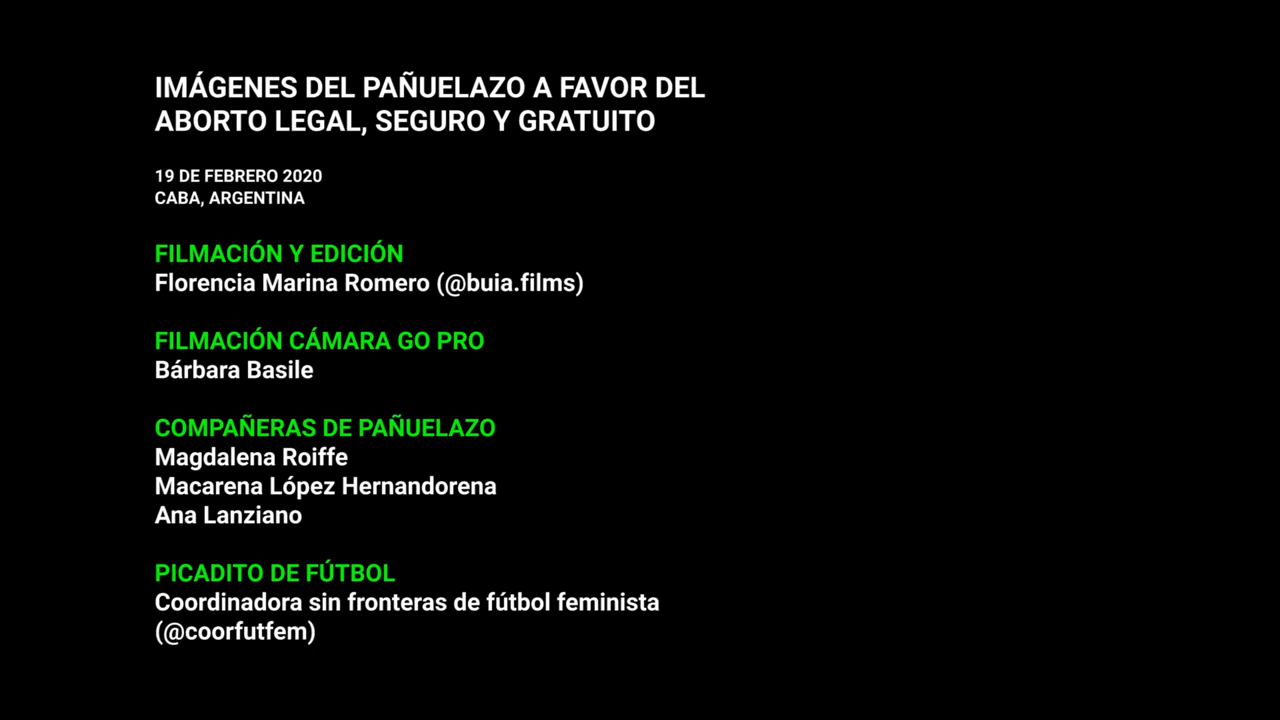 IMÁGENES DEL PAÑUELAZO A FAVOR DEL
ABORTO LEGAL, SEGURO Y GRATUITO
19 DE FEBRERO 2020
CABA, ARGENTINA
FILMACIÓN Y EDICIÓN
Florencia Marina Romero (@buia.films)
FILMACIÓN CÁMARA GO PRO
Bárbara Basile
COMPAÑERAS DE PAÑUELAZO
Magdalena Roiffe
Macarena López Hernandorena
Ana Lanziano
PICADITO DE FÚTBOL
Coordinadora sin fronteras de fútbol feminista
(@coorfutfem)